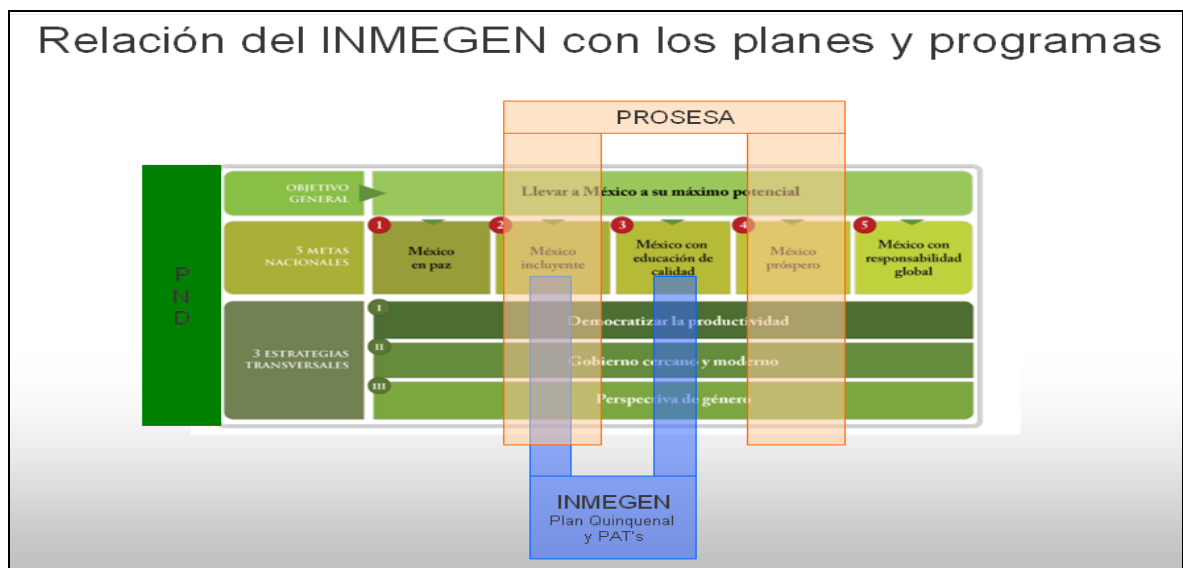 Relación del INMEGEN con los planes y programas
PROSESA
P
N
D
OBJETIVO
GENERAL
Llevar a México a su máximo potencial
5 METAS
NACIONALES
1
México
en paz
2
México
incluyente
3
México con
educación de
calidad
4
México
próspero
5
México con
responsabilidad
global
3 ESTRATEGIAS
TRANSVERSALES
I
Democratizar la productividad
II
Gobierno cercano y moderno
III
Perspectiva de género
INMEGEN
Plan Quinquenal
y PAT's